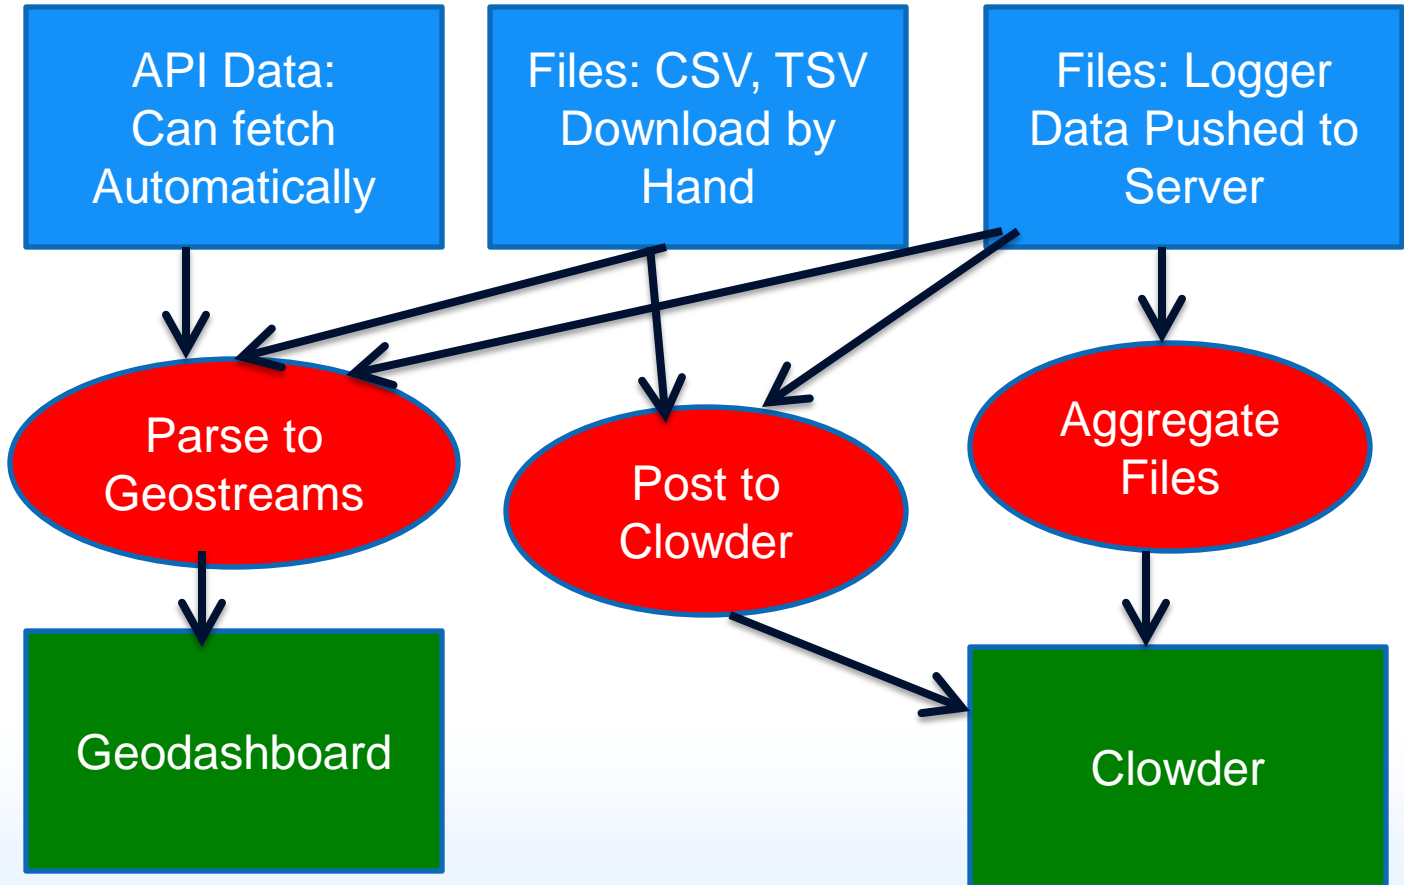 API Data:
Can fetch
Automatically
Files: CSV, TSV
Download by
Hand
Files: Logger
Data Pushed to
Server
Parse to
Geostreams
Post to
Clowder
Aggregate
Files
Geodashboard
Clowder